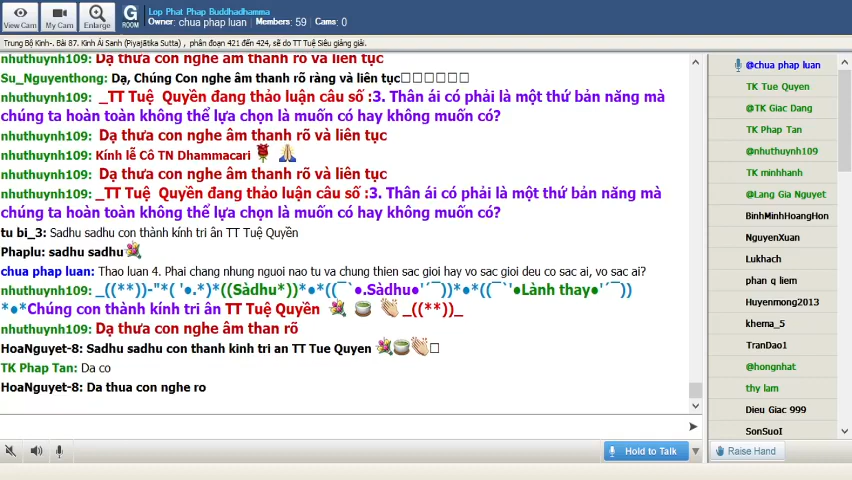 View Cam
My Cam
Enlarge
G
ROOM
Lop Phat Phap Buddhadhamma
Owner: chua phap luan | Members: 59 | Cams: 0
Trung Bộ Kinh-. Bài 87. Kinh Ái Sanh (Piyajātika Sutta) , phân đoạn 421 đến 424, sẽ do TT Tuệ Siêu giảng giải.
nhuthuynh109: Dạ thưa con nghe âm thanh rõ và liên tục
Su_Nguyenthong: Dạ, Chúng Con nghe âm thanh rõ ràng và liên tục□□□□□□
nhuthuynh109: _TT Tuệ Quyền đang thảo luận câu số :3. Thân ái có phải là một thứ bản năng mà
chúng ta hoàn toàn không thể lựa chọn là muốn có hay không muốn có?
nhuthuynh109: Dạ thưa con nghe âm thanh rõ và liên tục
nhuthuynh109: Kính lễ Cô TN Dhammacari 🌹 🙏
nhuthuynh109: Dạ thưa con nghe âm thanh rõ và liên tục
nhuthuynh109: _TT Tuệ Quyền đang thảo luận câu số :3. Thân ái có phải là một thứ bản năng mà
chúng ta hoàn toàn không thể lựa chọn là muốn có hay không muốn có?
tu bi_3: Sadhu sadhu con thành kính tri ân TT Tuệ Quyền
Phaplu: sadhu sadhu💐
chua phap luan: Thao luan 4. Phai chang nhung nguoi nao tu va chung thien sac gioi hay vo sac gioi deu co sac ai, vo sac ai?
nhuthuynh109: _((**))-"*( '●.*)*((Sàdhu*))*●*((¯`●.Sàdhu●'´¯))*●*((¯`'●Lành thay●'´¯))
*●*Chúng con thành kính tri ân TT Tuệ Quyền 💐 🍵 👏 _((**))_
nhuthuynh109: Dạ thưa con nghe âm than rõ
HoaNguyet-8: Sadhu sadhu con thanh kinh tri an TT Tue Quyen 💐🍵👏□
TK Phap Tan: Da co
HoaNguyet-8: Da thua con nghe ro
Hold to Talk
@chua phap luan
TK Tue Quyen
@TK Giac Dang
TK Phap Tan
@nhuthuynh109
TK minhhanh
@Lang Gia Nguyet
BinhMinhHoangHon
NguyenXuan
Lukhach
phan q liem
Huyenmong2013
khema_5
TranDao1
@hongnhat
thy lam
Dieu Giac 999
SonSuoI
Raise Hand